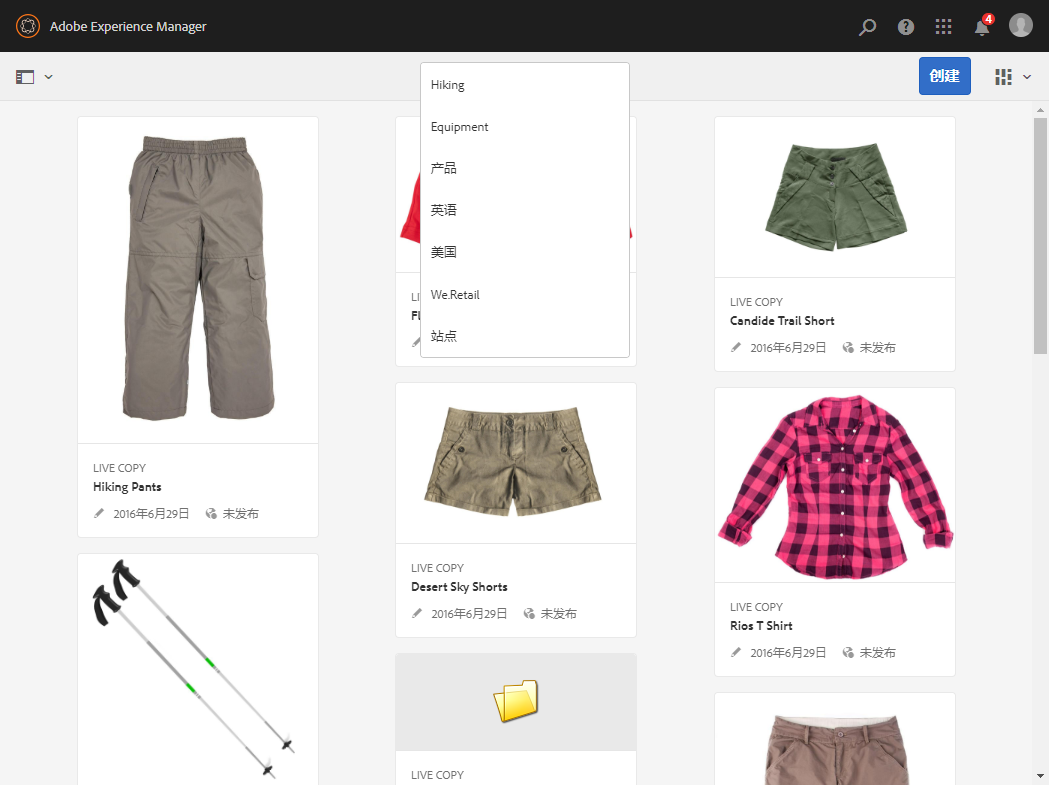 Adobe Experience Manager
4
创建
Hiking
Equipment
产品
英语
美国
We.Retail
站点
LIVE COPY
Hiking Pants
2016年6月29日 未发布
LIVE COPY
Desert Sky Shorts
2016年6月29日 未发布
LIVE COPY
LIVE COPY
Candide Trail Short
2016年6月29日 未发布
LIVE COPY
Rios T Shirt
2016年6月29日 未发布